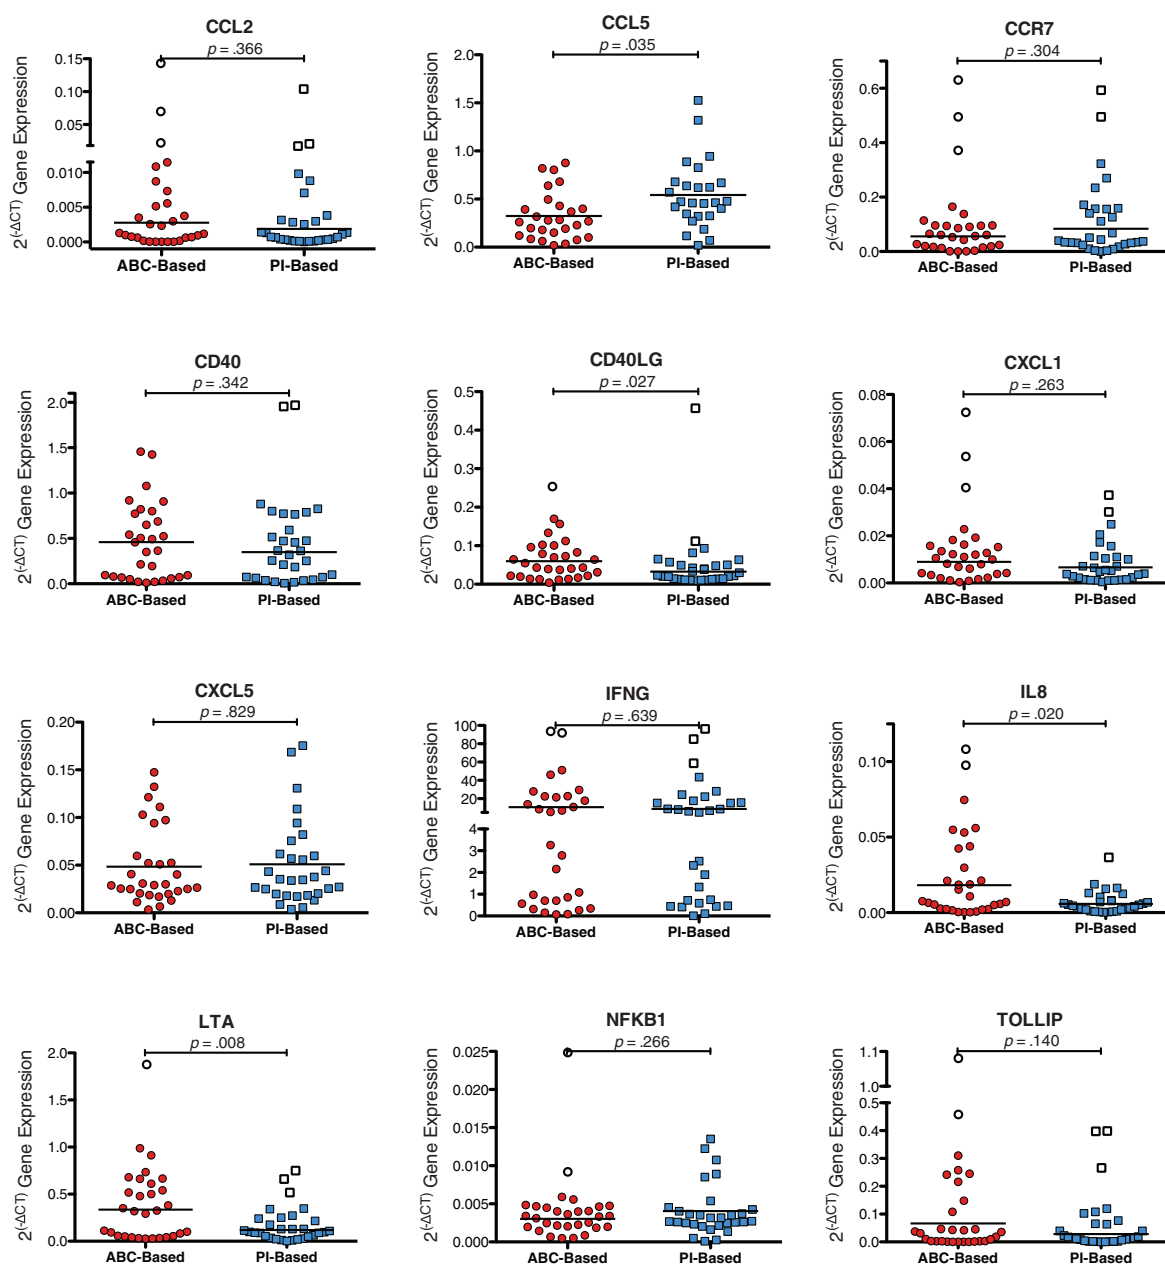 CCL2
p = .366
2(-ΔCT) Gene Expression
0.15
0.10
0.05
0.010
0.005
0.000
ABC-Based PI-Based
CCL5
p = .035
2(-ΔCT) Gene Expression
2.0
1.5
1.0
0.5
0.0
ABC-Based PI-Based
CCR7
p = .304
2(-ΔCT) Gene Expression
0.6
0.4
0.2
0.0
ABC-Based PI-Based
CD40
p = .342
2(-ΔCT) Gene Expression
2.0
1.5
1.0
0.5
0.0
ABC-Based PI-Based
CD40LG
p = .027
2(-ΔCT) Gene Expression
0.5
0.4
0.3
0.2
0.1
0.0
ABC-Based PI-Based
CXCL1
p = .263
2(-ΔCT) Gene Expression
0.08
0.06
0.04
0.02
0.00
ABC-Based PI-Based
CXCL5
p = .829
2(-ΔCT) Gene Expression
0.20
0.15
0.10
0.05
0.00
ABC-Based PI-Based
IFNG
p = .639
2(-ΔCT) Gene Expression
100
80
60
40
20
4
3
2
1
0
ABC-Based PI-Based
IL8
p = .020
2(-ΔCT) Gene Expression
0.10
0.05
0.00
ABC-Based PI-Based
LTA
p = .008
2(-ΔCT) Gene Expression
2.0
1.5
1.0
0.5
0.0
ABC-Based PI-Based
NFKB1
p = .266
2(-ΔCT) Gene Expression
0.025
0.020
0.015
0.010
0.005
0.000
ABC-Based PI-Based
TOLLIP
p = .140
2(-ΔCT) Gene Expression
1.1
1.0
0.5
0.4
0.3
0.2
0.1
0.0
ABC-Based PI-Based